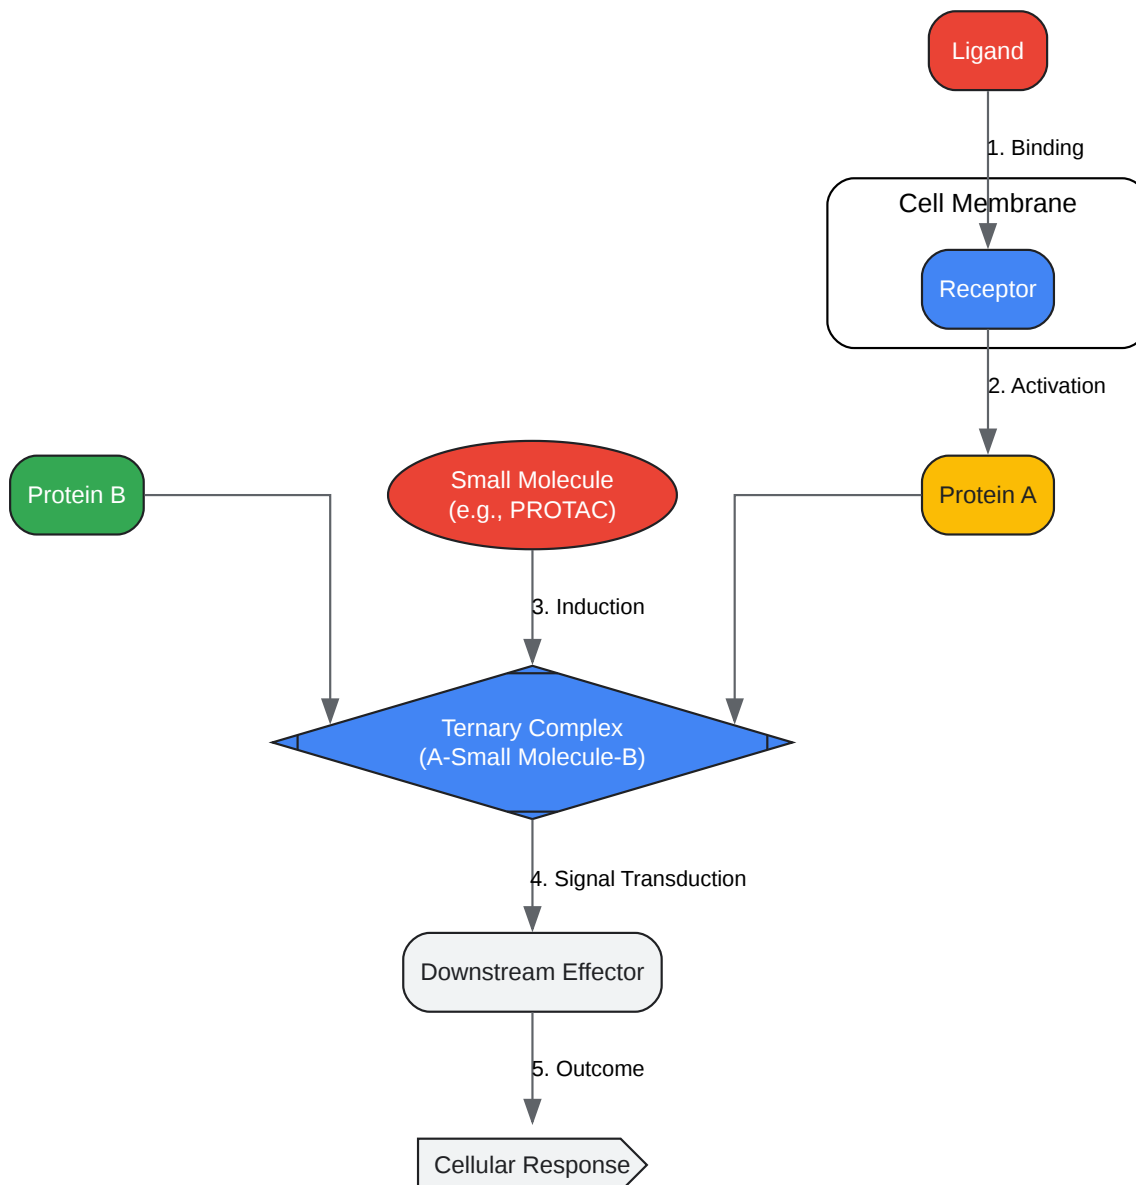 Ligand
1. Binding
Cell Membrane
Receptor
2. Activation
Protein B
Small Molecule
(e.g., PROTAC)
Protein A
3. Induction
Ternary Complex
(A-Small Molecule-B)
4. Signal Transduction
Downstream Effector
5. Outcome
Cellular Response